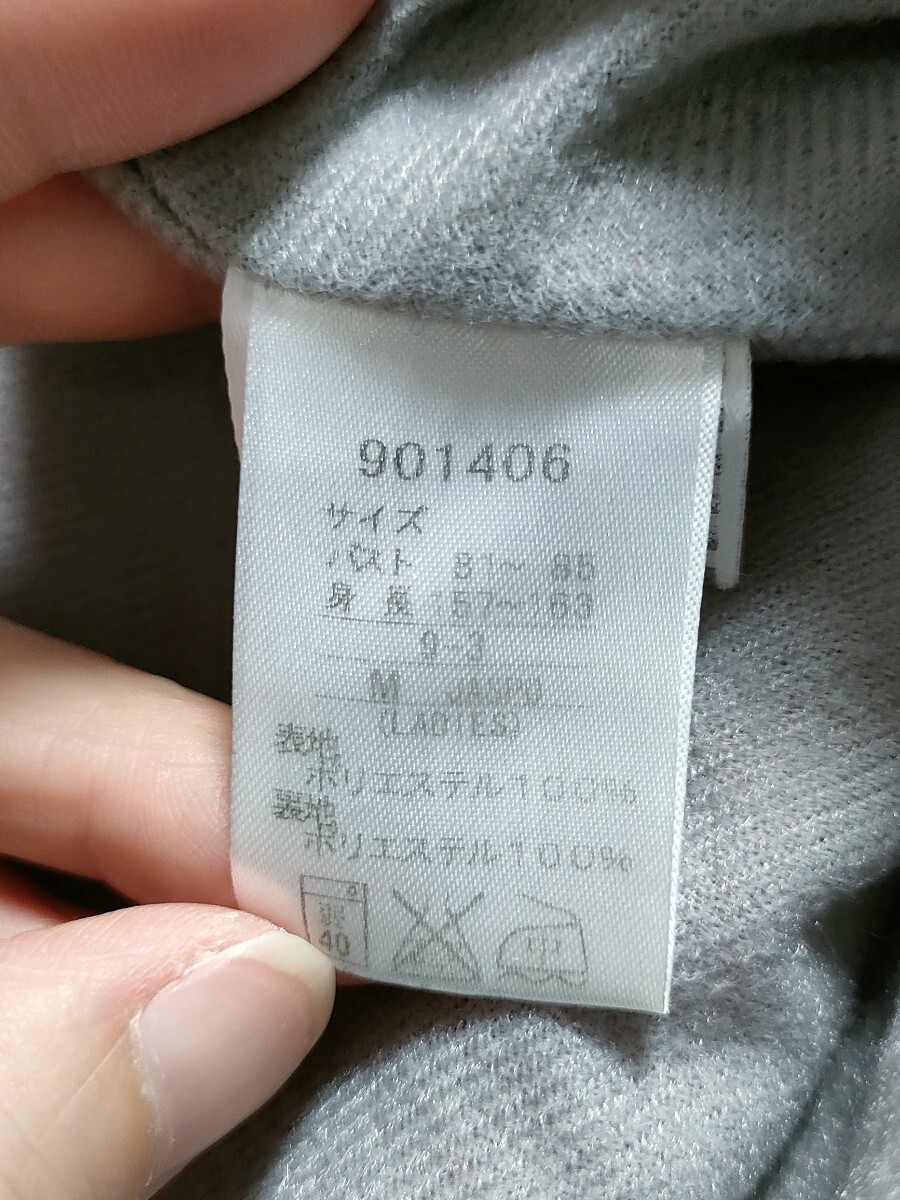 901406
サイズ
バスト 81～ 85
身 長 157～163
9-3
M JASPO
(LADIES)
表地
ポリエステル100%
裏地
ポリエステル100%
40